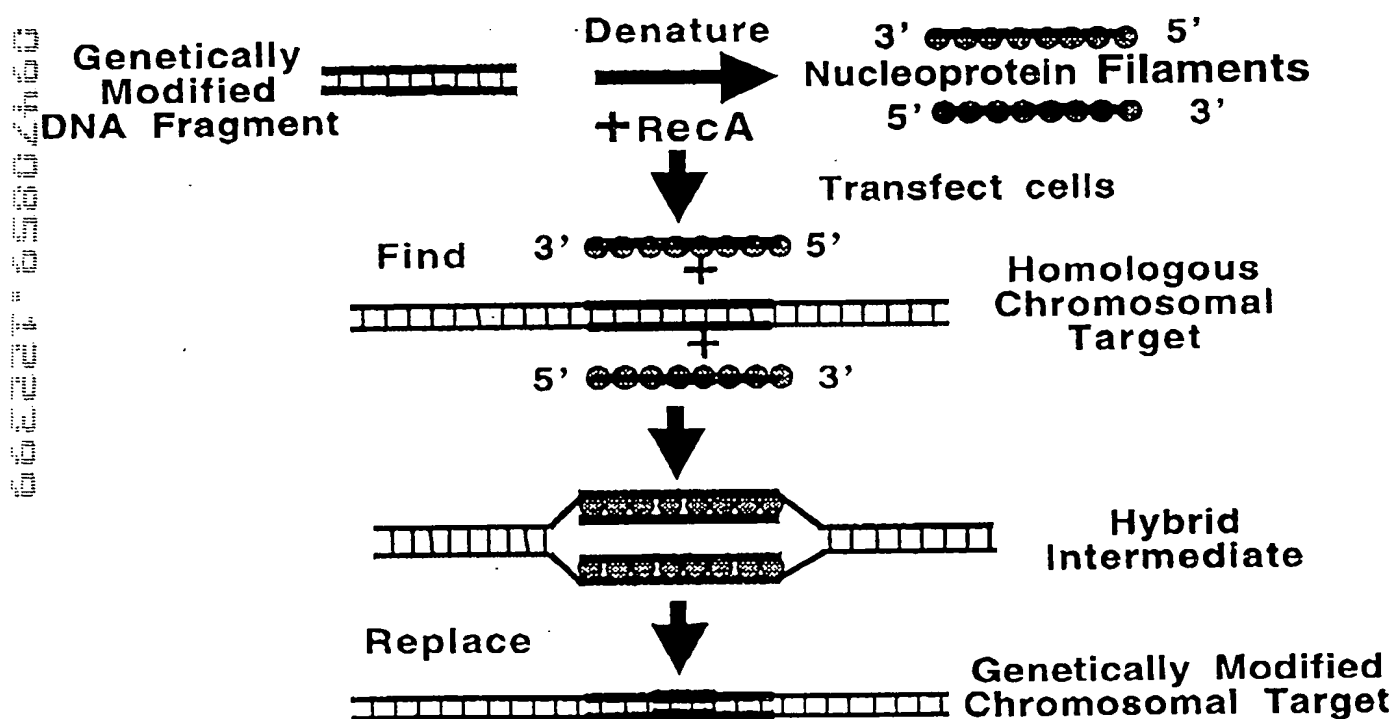 Genetically
Modified
DNA Fragment
Denature
+RecA
3' 5'
Nucleoprotein Filaments
5' 3'
Transfect cells
Find
3' 5'
+
Homologous
Chromosomal
Target
+
5' 3'
Hybrid
Intermediate
Replace
Genetically Modified
Chromosomal Target